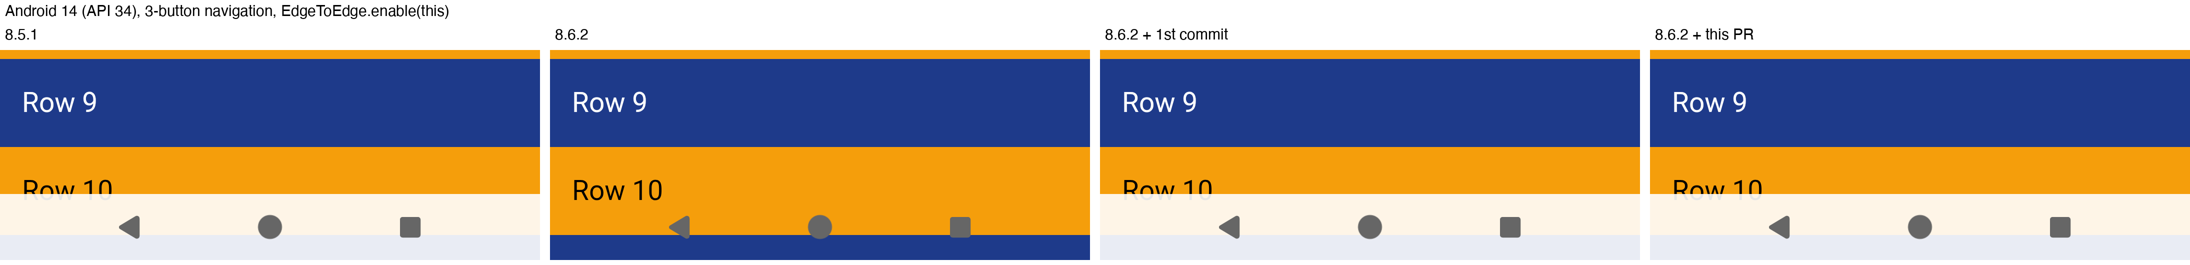 Android 14 (API 34), 3-button navigation, EdgeToEdge.enable(this)
8.5.1
8.6.2
8.6.2 + 1st commit
8.6.2 + this PR
Row 9
Row 9
Row 9
Row 9
Row 10
Row 10
Row 10
Row 10